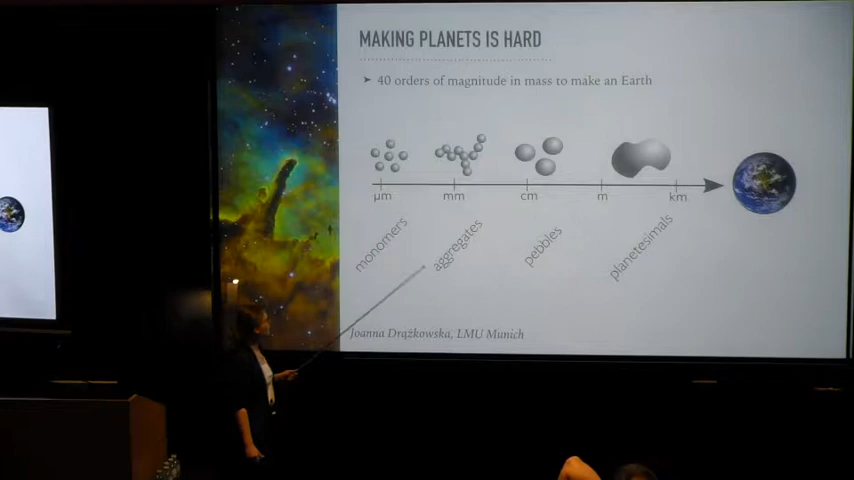 MAKING PLANETS IS HARD
➤ 40 orders of magnitude in mass to make an Earth
μm mm cm m km
monomers aggregates pebbles planetesimals
Joanna Drążkowska, LMU Munich